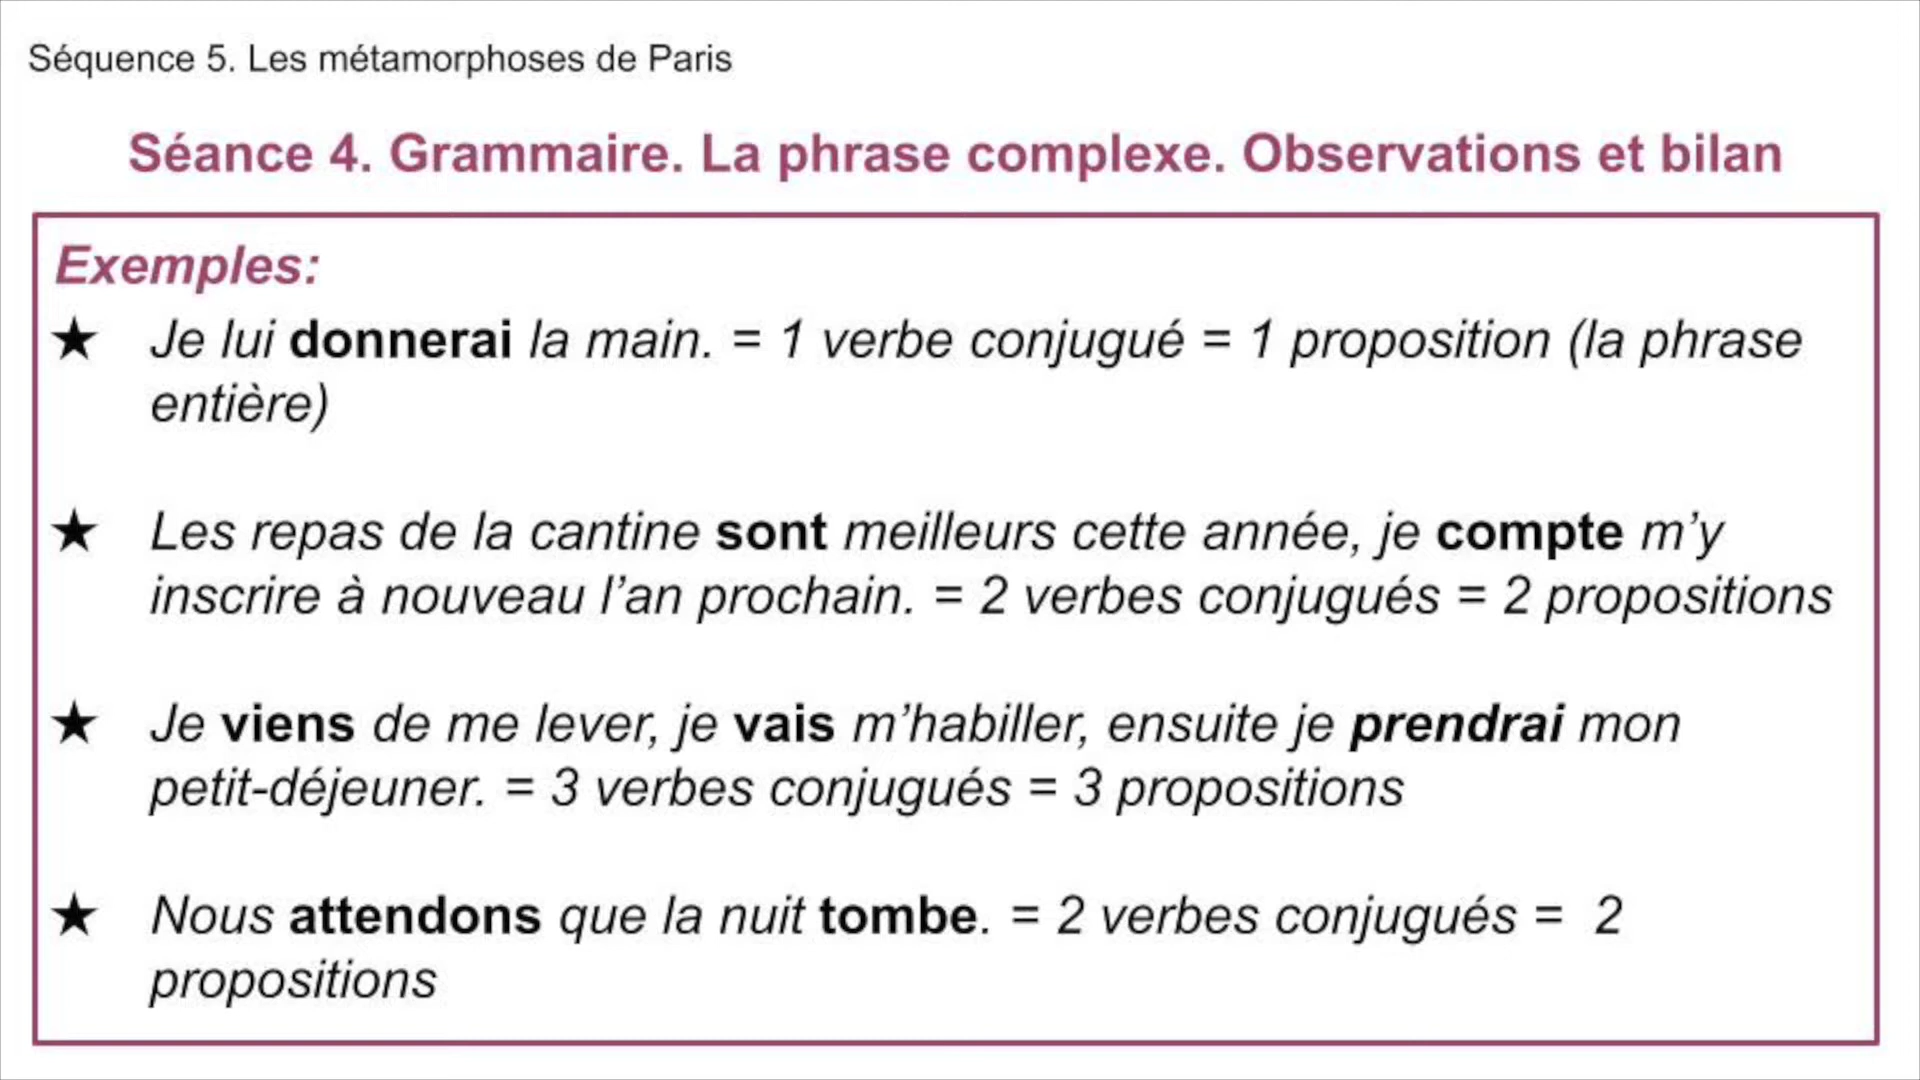 Séquence 5. Les métamorphoses de Paris
Séance 4. Grammaire. La phrase complexe. Observations et bilan
Exemples:
★ Je lui donnerai la main. = 1 verbe conjugué = 1 proposition (la phrase
entière)
★ Les repas de la cantine sont meilleurs cette année, je compte m’y
inscrire à nouveau l’an prochain. = 2 verbes conjugués = 2 propositions
★ Je viens de me lever, je vais m’habiller, ensuite je prendrai mon
petit-déjeuner. = 3 verbes conjugués = 3 propositions
★ Nous attendons que la nuit tombe. = 2 verbes conjugués = 2
propositions